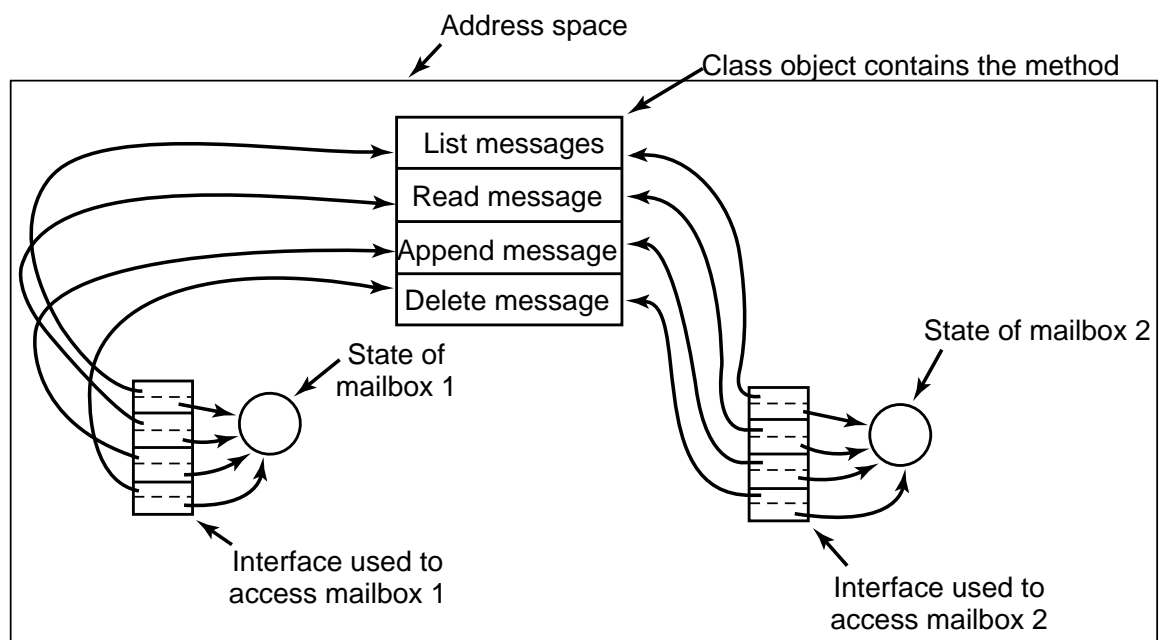 Address space
Class object contains the method
List messages
Read message
Append message
Delete message
State of
mailbox 1
State of mailbox 2
Interface used to
access mailbox 1
Interface used to
access mailbox 2